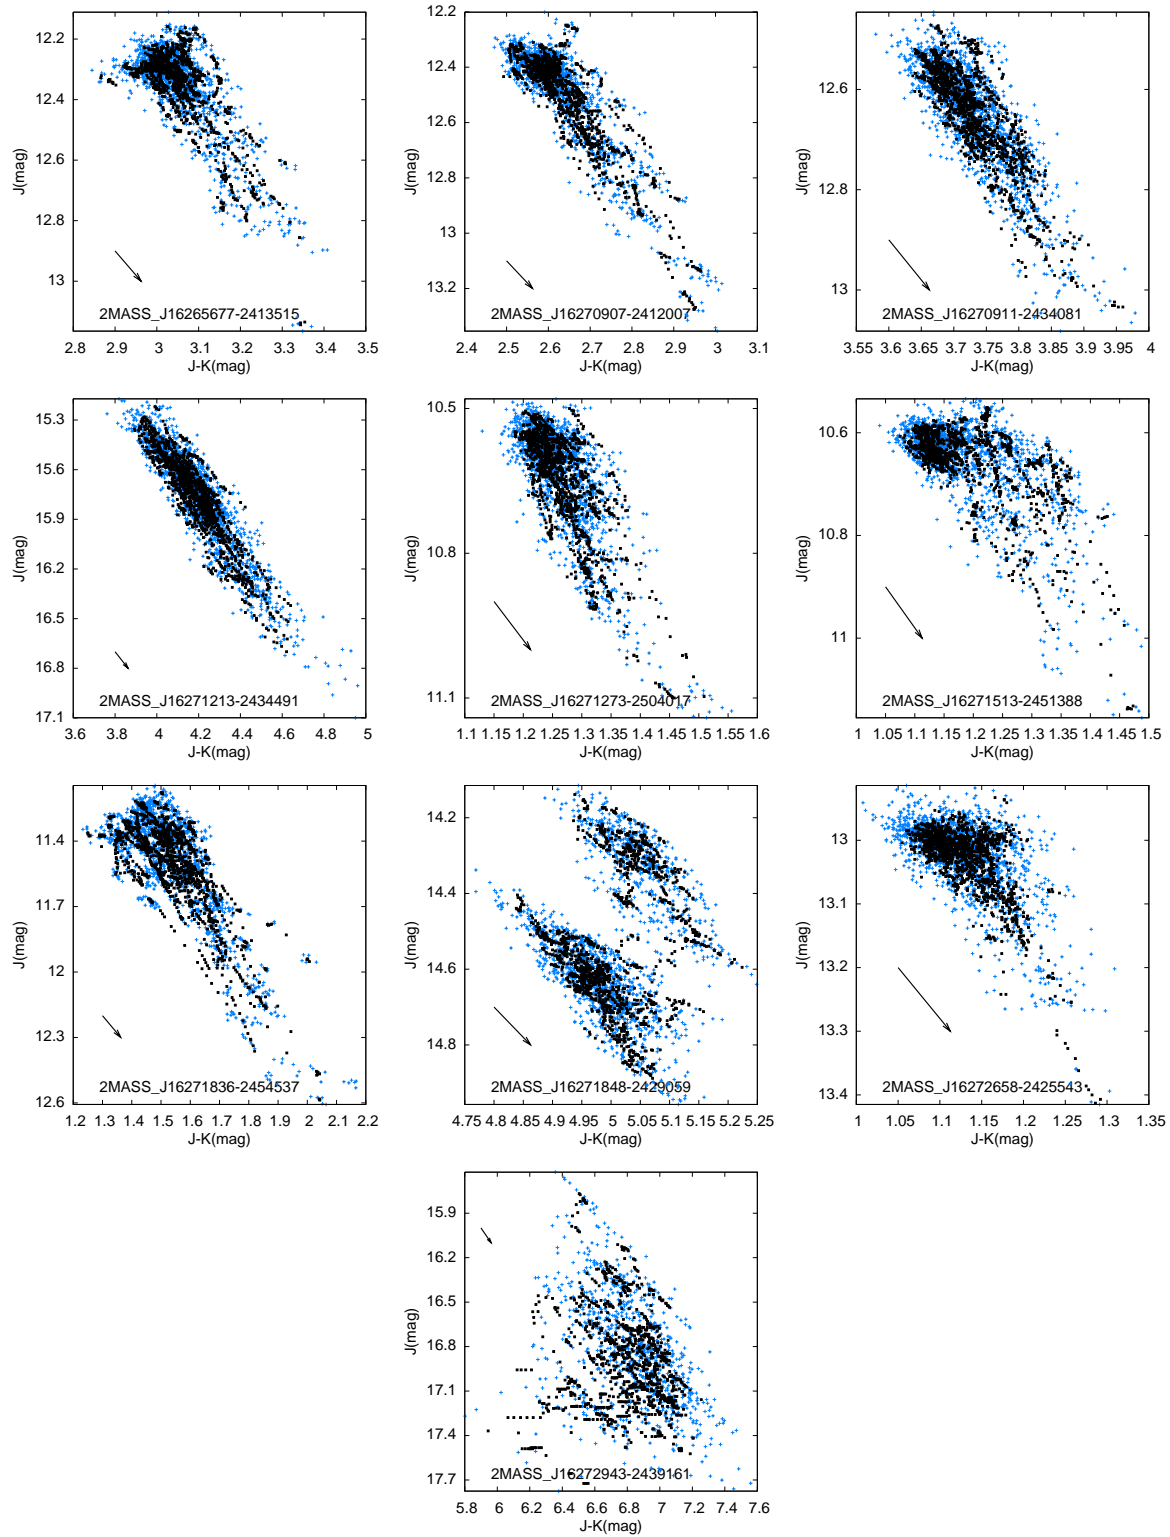 12.2
12.4
12.6
12.8
13
2.8 2.9 3 3.1 3.2 3.3 3.4 3.5
J(mag)
J-K(mag)
2MASS_J16265677-2413515
12.2
12.4
12.6
12.8
13
13.2
2.4 2.5 2.6 2.7 2.8 2.9 3 3.1
J(mag)
J-K(mag)
2MASS_J16270907-2412007
12.6
12.8
13
3.55 3.6 3.65 3.7 3.75 3.8 3.85 3.9 3.95 4
J(mag)
J-K(mag)
2MASS_J16270911-2434081
15.3
15.6
15.9
16.2
16.5
16.8
17.1
3.6 3.8 4 4.2 4.4 4.6 4.8 5
J(mag)
J-K(mag)
2MASS_J16271213-2434491
10.5
10.8
11.1
1.1 1.15 1.2 1.25 1.3 1.35 1.4 1.45 1.5 1.55 1.6
J(mag)
J-K(mag)
2MASS_J16271273-2504017
10.6
10.8
11
1 1.05 1.1 1.15 1.2 1.25 1.3 1.35 1.4 1.45 1.5
J(mag)
J-K(mag)
2MASS_J16271513-2451388
11.4
11.7
12
12.3
12.6
1.2 1.3 1.4 1.5 1.6 1.7 1.8 1.9 2 2.1 2.2
J(mag)
J-K(mag)
2MASS_J16271836-2454537
14.2
14.4
14.6
14.8
4.75 4.8 4.85 4.9 4.95 5 5.05 5.1 5.15 5.2 5.25
J(mag)
J-K(mag)
2MASS_J16271848-2429059
13
13.1
13.2
13.3
13.4
1 1.05 1.1 1.15 1.2 1.25 1.3 1.35
J(mag)
J-K(mag)
2MASS_J16272658-2425543
15.9
16.2
16.5
16.8
17.1
17.4
17.7
5.8 6 6.2 6.4 6.6 6.8 7 7.2 7.4 7.6
J(mag)
J-K(mag)
2MASS_J16272943-2439161